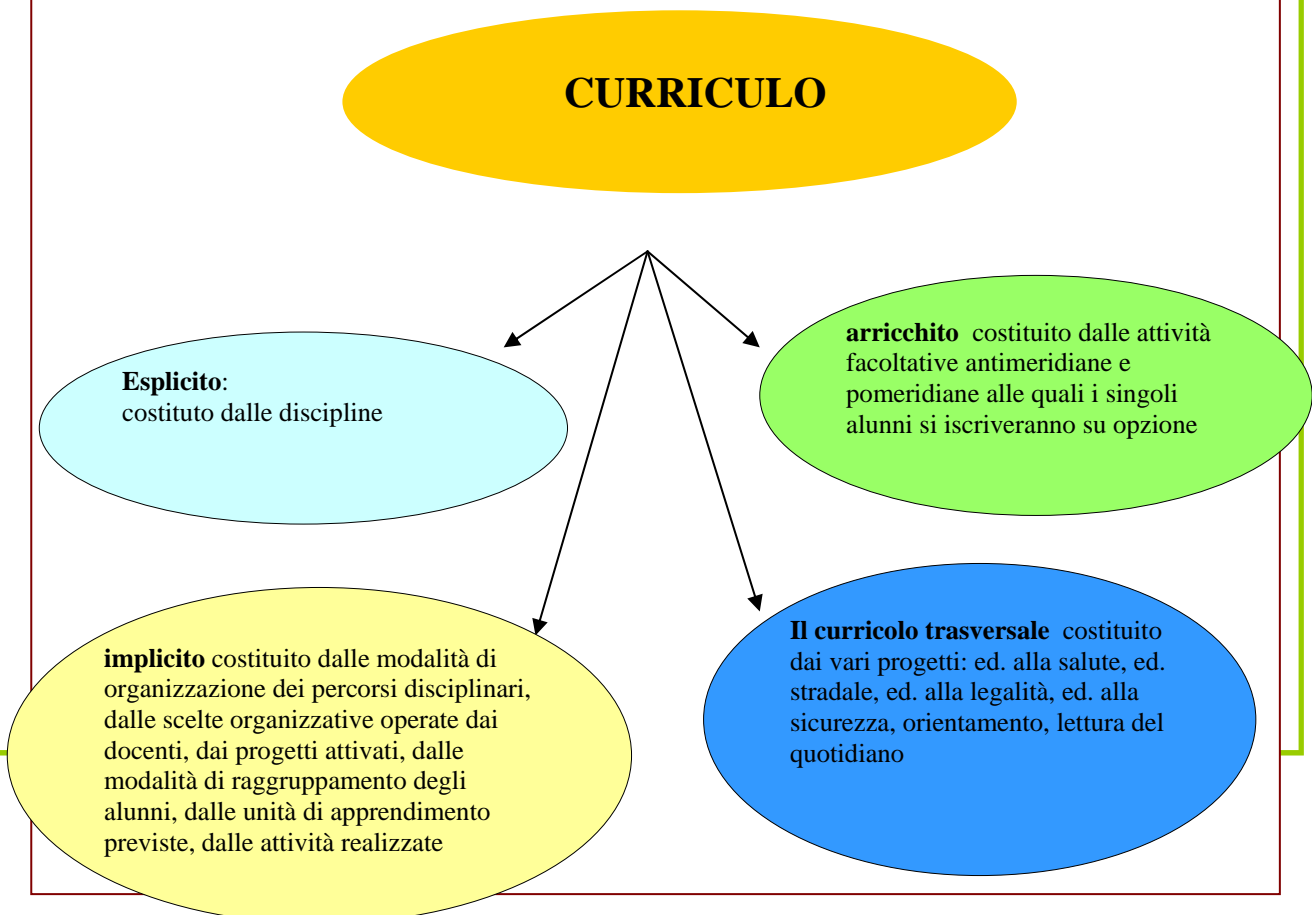 CURRICULO
Esplicito:
costituto dalle discipline
arricchito costituito dalle attività
facoltative antimeridiane e
pomeridiane alle quali i singoli
alunni si iscriveranno su opzione
implicito costituito dalle modalità di
organizzazione dei percorsi disciplinari,
dalle scelte organizzative operate dai
docenti, dai progetti attivati, dalle
modalità di raggruppamento degli
alunni, dalle unità di apprendimento
previste, dalle attività realizzate
Il curricolo trasversale costituito
dai vari progetti: ed. alla salute, ed.
stradale, ed. alla legalità, ed. alla
sicurezza, orientamento, lettura del
quotidiano